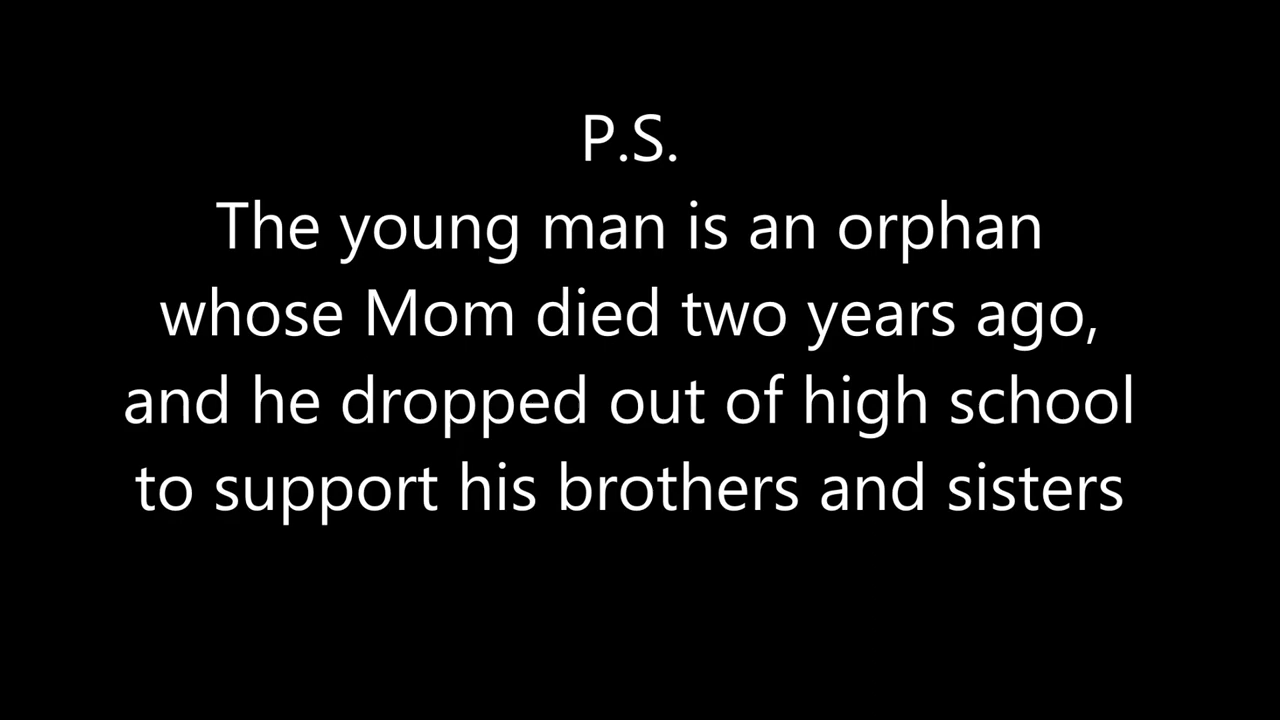 P.S.
The young man is an orphan
whose Mom died two years ago,
and he dropped out of high school
to support his brothers and sisters